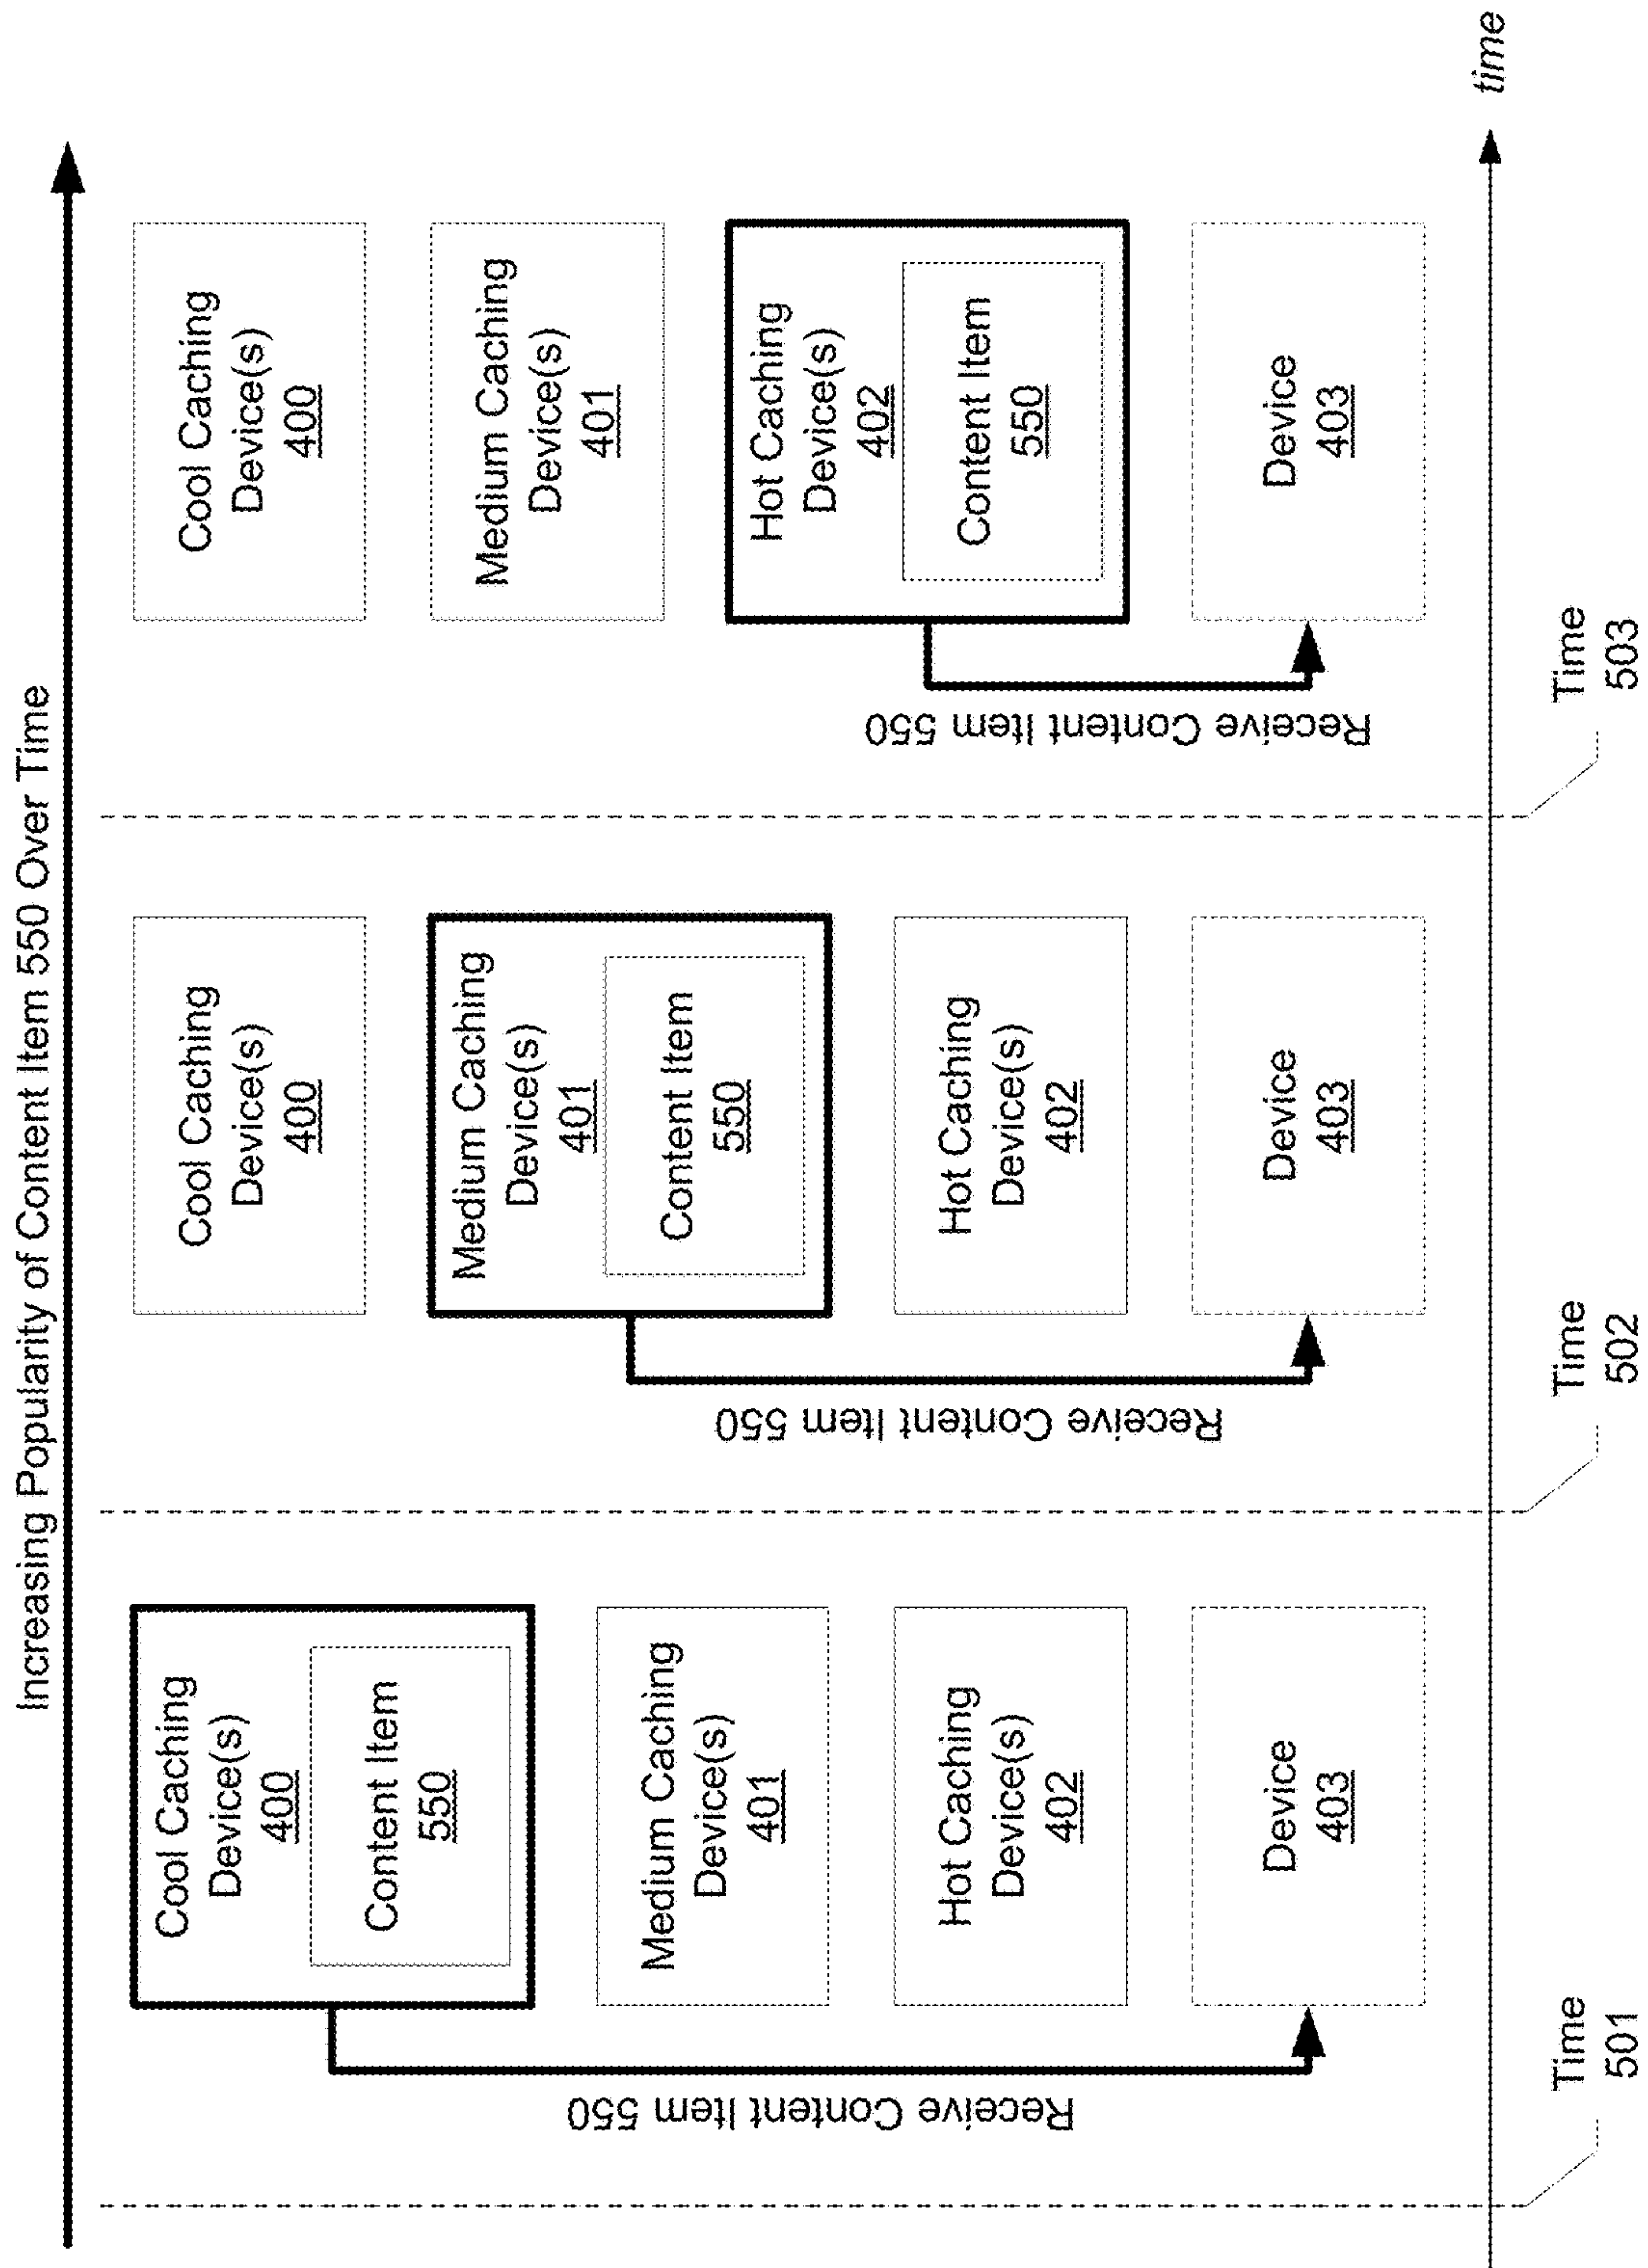 Increasing Popularity of Content Item 550 Over Time
Cool Caching
Device(s)
400
Content Item
550
Medium Caching
Device(s)
401
Hot Caching
Device(s)
402
Device
403
Receive Content Item 550
Time
501
Cool Caching
Device(s)
400
Medium Caching
Device(s)
401
Content Item
550
Hot Caching
Device(s)
402
Device
403
Receive Content Item 550
Time
502
Cool Caching
Device(s)
400
Medium Caching
Device(s)
401
Hot Caching
Device(s)
402
Content Item
550
Device
403
Receive Content Item 550
Time
503
time